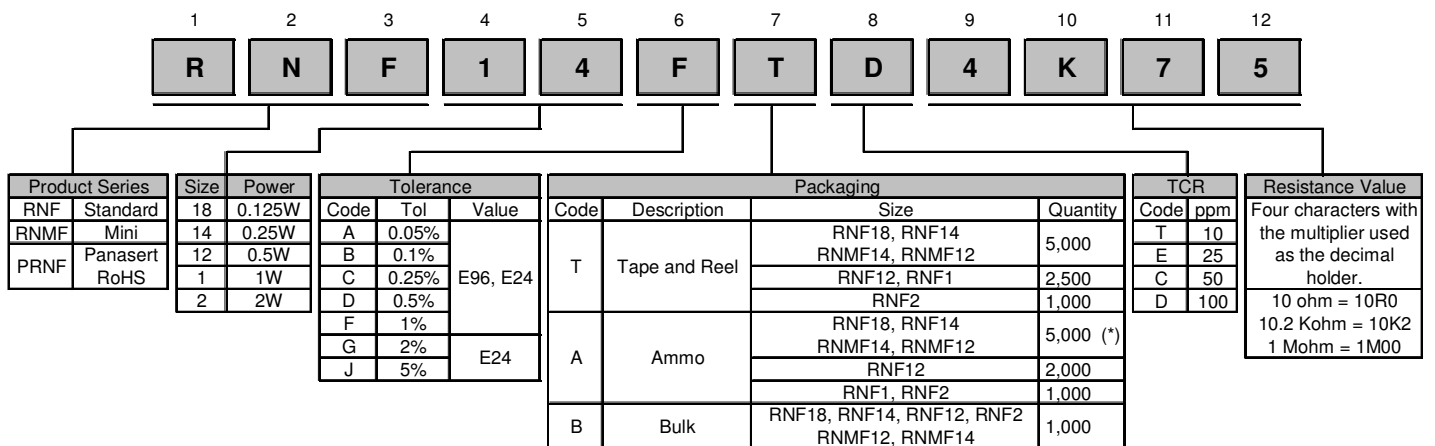 1 2 3 4 5 6 7 8 9 10 11 12
R N F 1 4 F T D 4 K 7 5
Product Series
RNF Standard
RNMF Mini
PRNF Panasert
RoHS
Size Power
18 0.125W
14 0.25W
12 0.5W
1 1W
2 2W
Tolerance
Code Tol Value
A 0.05%
B 0.1%
C 0.25%
D 0.5%
F 1%
E96, E24
G 2%
J 5%
E24
Packaging
Code Description Size Quantity
T Tape and Reel
RNF18, RNF14
RNMF14, RNMF12
5,000
RNF12, RNF1 2,500
RNF2 1,000
A Ammo
RNF18, RNF14
RNMF14, RNMF12
5,000 (*)
RNF12 2,000
RNF1, RNF2 1,000
B Bulk
RNF18, RNF14, RNF12, RNF2
RNMF12, RNMF14
1,000
TCR
Code ppm
T 10
E 25
C 50
D 100
Resistance Value
Four characters with
the multiplier used
as the decimal
holder.
10 ohm = 10R0
10.2 Kohm = 10K2
1 Mohm = 1M00